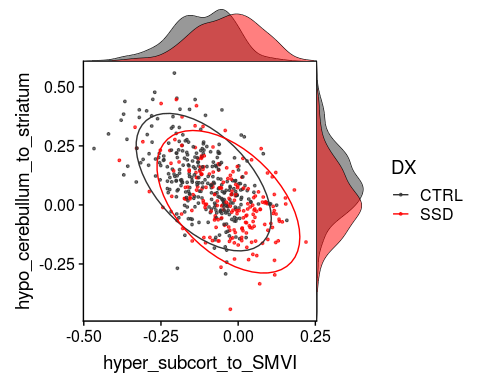 0.50
0.25
0.00
-0.25
hypo_cerebullum_to_striatum
-0.50
-0.25
0.00
0.25
hyper_subcort_to_SMVI
DX
CTRL
SSD